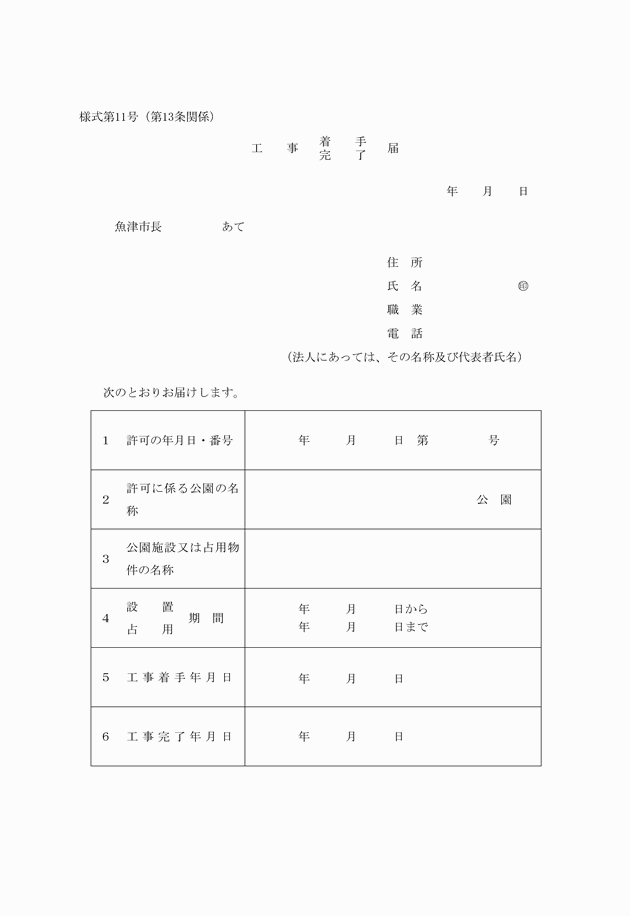 様式第11号（第13条関係）
工　事　着　手　届
　　　　完　了
年　　月　　日
魚津市長　　　　　あて
住　所
氏　名　　　　　　　　㊞
職　業
電　話
（法人にあっては、その名称及び代表者氏名）
次のとおりお届けします。
1　許可の年月日・番号　　　年　　　月　　　日　第　　　　　号
2　許可に係る公園の名
称　　　公　園
3　公園施設又は占用物
件の名称
4　設　　置　期　間　　　年　　　月　　　日から
占　　用　　　年　　　月　　　日まで
5　工事着手年月日　　　年　　　月　　　日
6　工事完了年月日　　　年　　　月　　　日